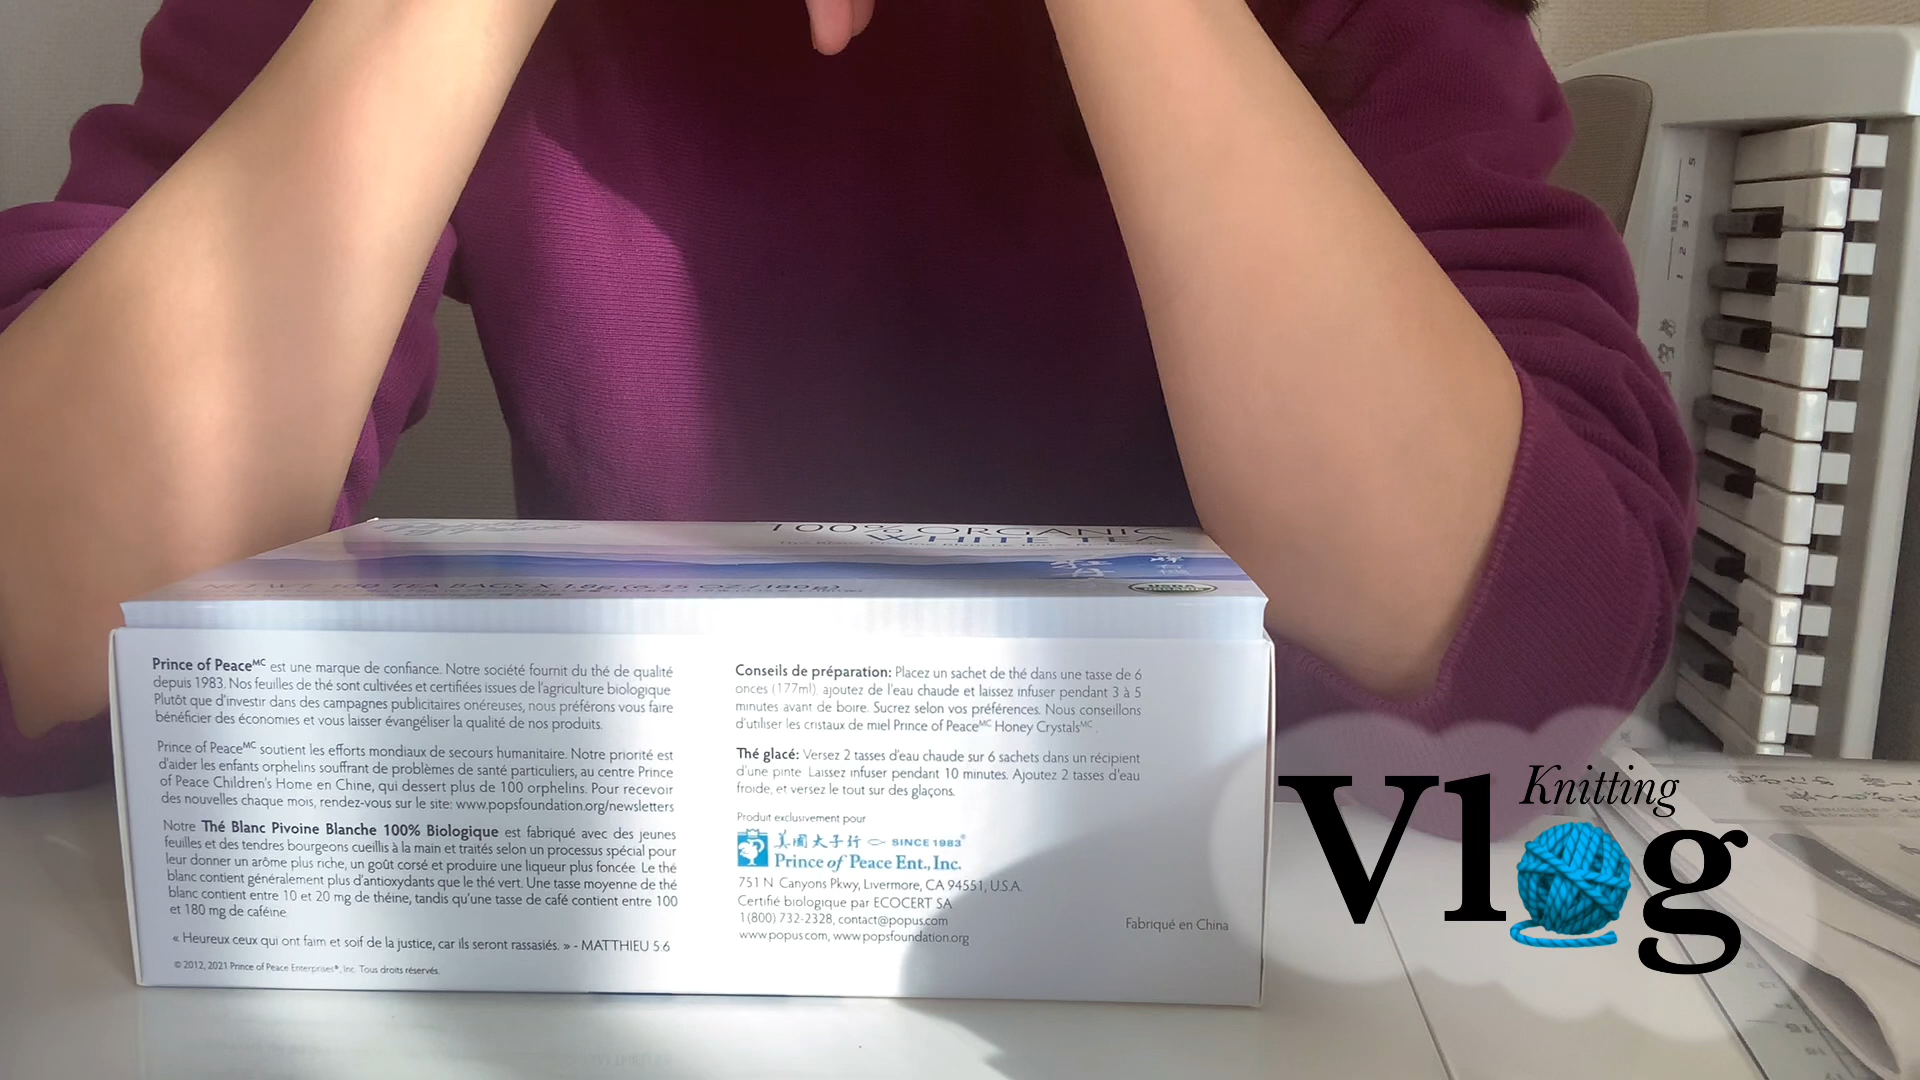 100% ORGANIC
WHITE TEA
NET WT. 100 TEA BAGS X 1.8g (6.35 OZ / 180g)
USDA
ORGANIC
Prince of Peaceᴹᶜ est une marque de confiance. Notre société fournit du thé de qualité
depuis 1983. Nos feuilles de thé sont cultivées et certifiées issues de l'agriculture biologique
Plutôt que d'investir dans des campagnes publicitaires onéreuses, nous préférons vous faire
bénéficier des économies et vous laisser évangéliser la qualité de nos produits.
Prince of Peaceᴹᶜ soutient les efforts mondiaux de secours humanitaire. Notre priorité est
d'aider les enfants orphelins souffrant de problèmes de santé particuliers, au centre Prince
of Peace Children's Home en Chine, qui dessert plus de 100 orphelins. Pour recevoir
des nouvelles chaque mois, rendez-vous sur le site: www.popsfoundation.org/newsletters
Notre Thé Blanc Pivoine Blanche 100% Biologique est fabriqué avec des jeunes
feuilles et des tendres bourgeons cueillis à la main et traités selon un processus spécial pour
leur donner un arôme plus riche, un goût corsé et produire une liqueur plus foncée. Le thé
blanc contient généralement plus d'antioxydants que le thé vert. Une tasse moyenne de thé
blanc contient entre 10 et 20 mg de théine, tandis qu'une tasse de café contient entre 100
et 180 mg de caféine
« Heureux ceux qui ont faim et soif de la justice, car ils seront rassasiés. » - MATTHIEU 5:6
© 2012, 2021 Prince of Peace Enterprises®, Inc. Tous droits réservés.
Conseils de préparation: Placez un sachet de thé dans une tasse de 6
onces (177ml), ajoutez de l'eau chaude et laissez infuser pendant 3 à 5
minutes avant de boire. Sucrez selon vos préférences. Nous conseillons
d'utiliser les cristaux de miel Prince of Peaceᴹᶜ Honey Crystalsᴹᶜ.
Thé glacé: Versez 2 tasses d'eau chaude sur 6 sachets dans un récipient
d'une pinte. Laissez infuser pendant 10 minutes. Ajoutez 2 tasses d'eau
froide, et versez le tout sur des glaçons.
Produit exclusivement pour
美國太子行 SINCE 1983®
Prince of Peace Ent., Inc.
751 N. Canyons Pkwy, Livermore, CA 94551, U.S.A.
Certifié biologique par ECOCERT SA
1(800) 732-2328, contact@popus.com
www.popus.com, www.popsfoundation.org
Fabriqué en China
Knitting
Vlog